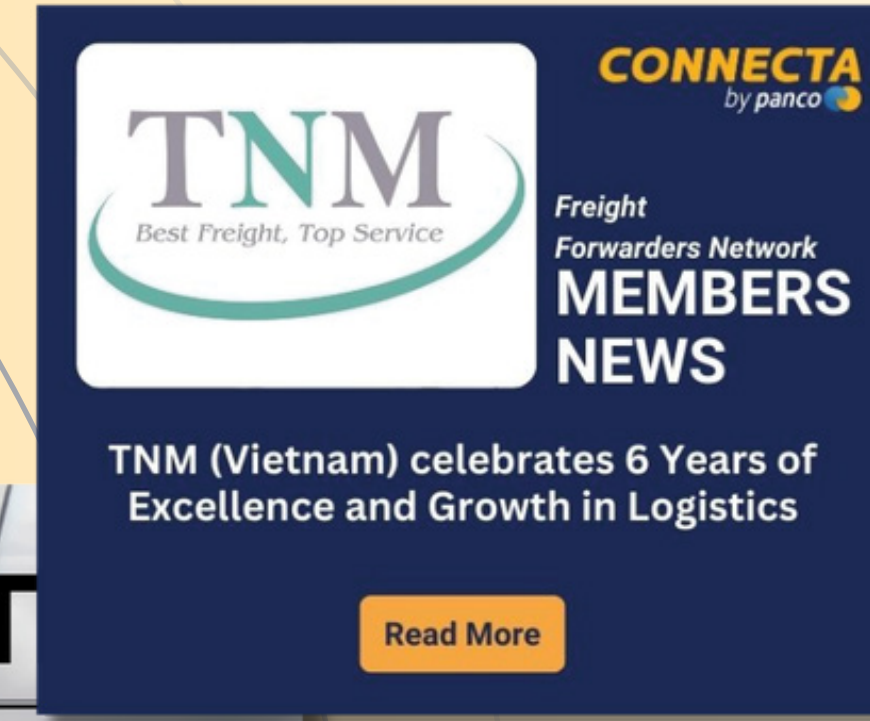 TNM
Best Freight, Top Service
CONNECTA
by panco
Freight
Forwarders Network
MEMBERS
NEWS
TNM (Vietnam) celebrates 6 Years of
Excellence and Growth in Logistics
Read More